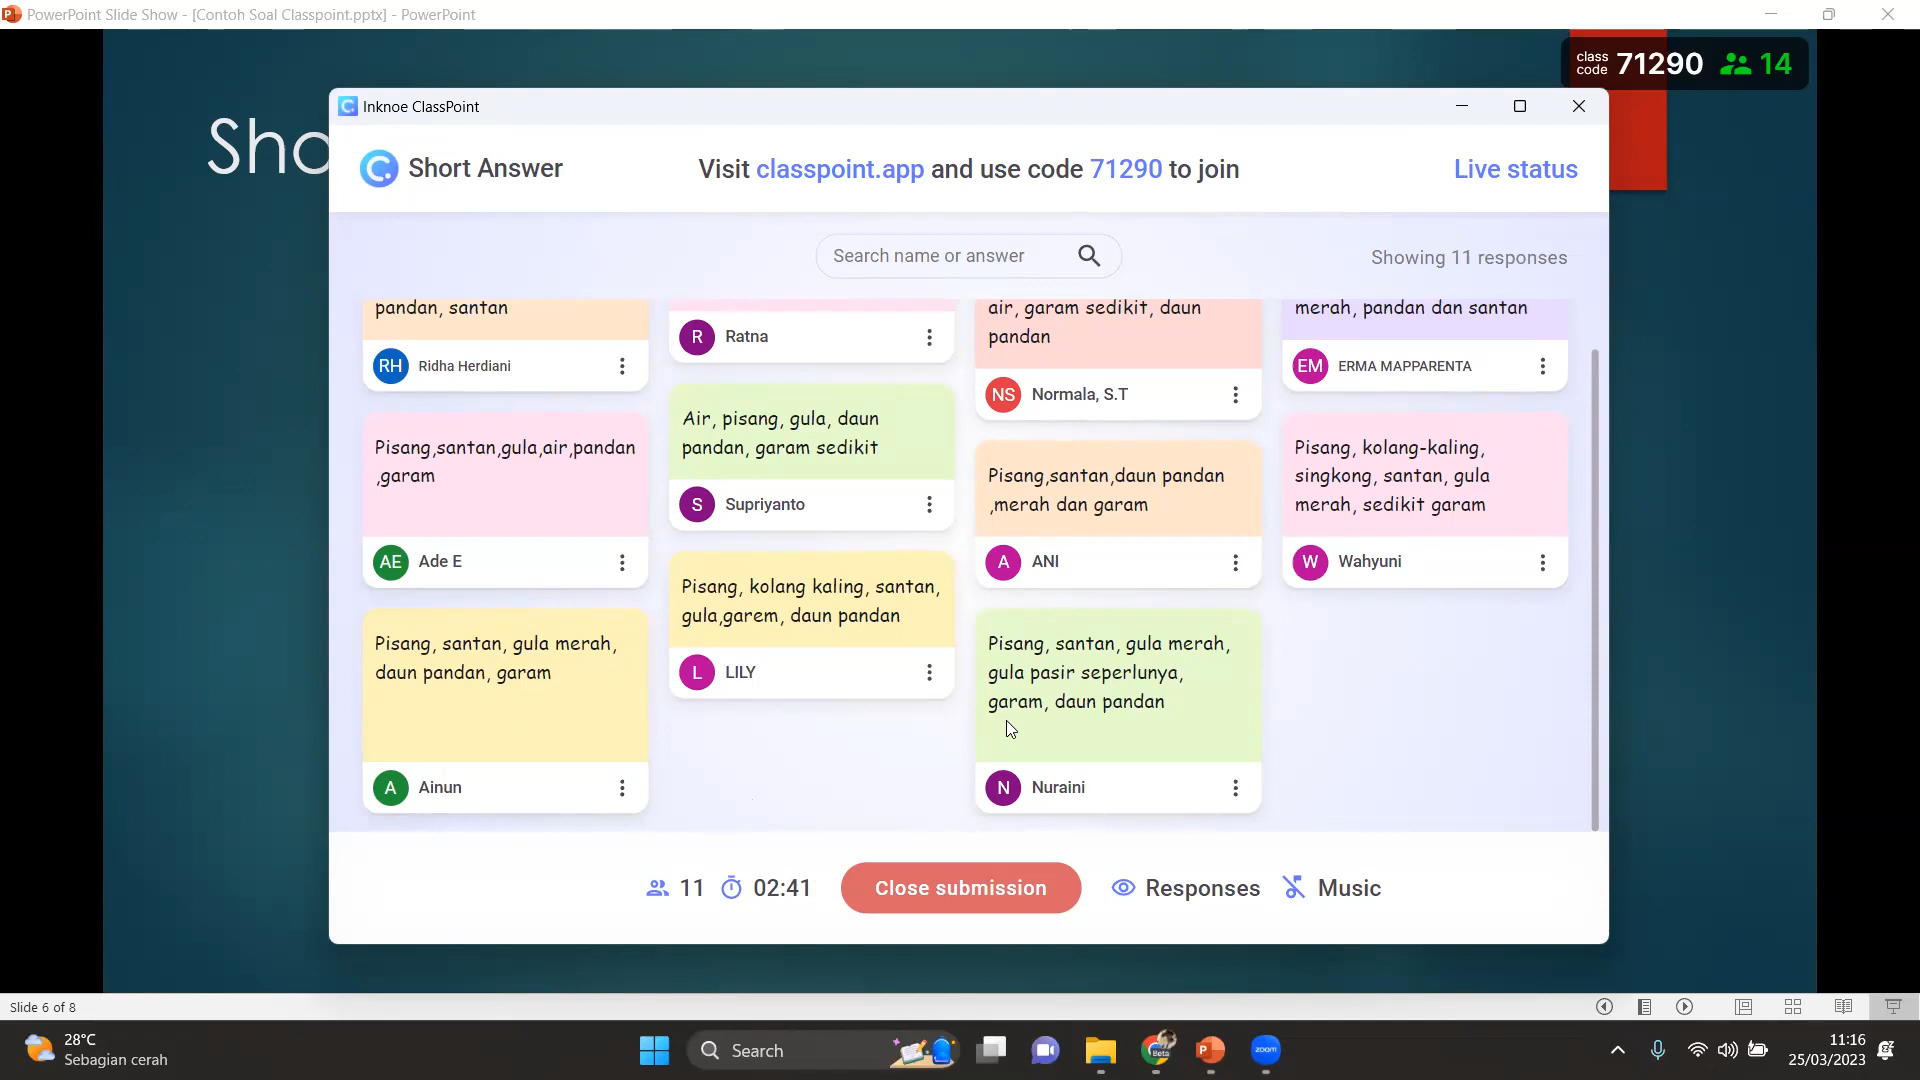 PowerPoint Slide Show - [Contoh Soal Classpoint.pptx] - PowerPoint
class code 71290 14
Sho
Inknoe ClassPoint
Short Answer
Visit classpoint.app and use code 71290 to join
Live status
Search name or answer
Showing 11 responses
pandan, santan
RH Ridha Herdiani
R Ratna
air, garam sedikit, daun
pandan
NS Normala, S.T
merah, pandan dan santan
EM ERMA MAPPARENTA
Pisang,santan,gula,air,pandan
,garam
AE Ade E
Air, pisang, gula, daun
pandan, garam sedikit
S Supriyanto
Pisang,santan,daun pandan
,merah dan garam
A ANI
Pisang, kolang-kaling,
singkong, santan, gula
merah, sedikit garam
W Wahyuni
Pisang, santan, gula merah,
daun pandan, garam
A Ainun
Pisang, kolang kaling, santan,
gula,garem, daun pandan
L LILY
Pisang, santan, gula merah,
gula pasir seperlunya,
garam, daun pandan
N Nuraini
11 02:41 Close submission Responses Music
Slide 6 of 8
28°C
Sebagian cerah
Search
Beta
zoom
11:16
25/03/2023